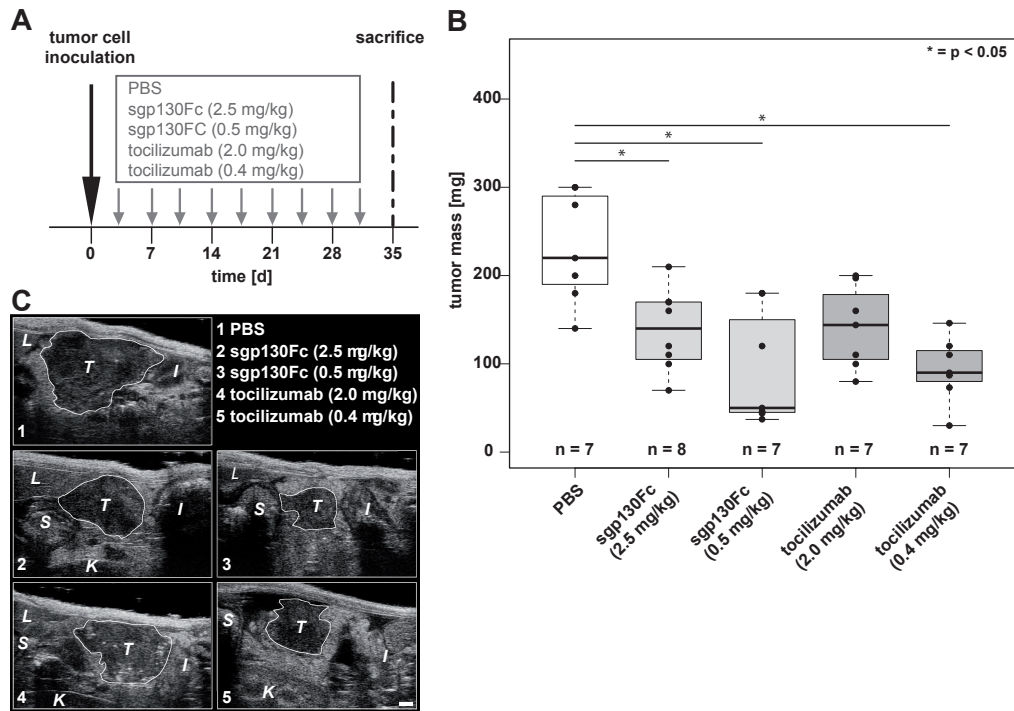 A
tumor cell
inoculation
sacrifice
PBS
sgp130Fc (2.5 mg/kg)
sgp130FC (0.5 mg/kg)
tocilizumab (2.0 mg/kg)
tocilizumab (0.4 mg/kg)
0 7 14 21 28 35
time [d]
B
* = p < 0.05
tumor mass [mg]
400
300
200
100
0
*
*
*
n = 7 n = 8 n = 7 n = 7 n = 7
PBS
sgp130Fc
(2.5 mg/kg)
sgp130Fc
(0.5 mg/kg)
tocilizumab
(2.0 mg/kg)
tocilizumab
(0.4 mg/kg)
C
1 PBS
2 sgp130Fc (2.5 mg/kg)
3 sgp130Fc (0.5 mg/kg)
4 tocilizumab (2.0 mg/kg)
5 tocilizumab (0.4 mg/kg)
L T I
1
L S T I K
2
L S T I
3
L S T I K
4
S T I K
5